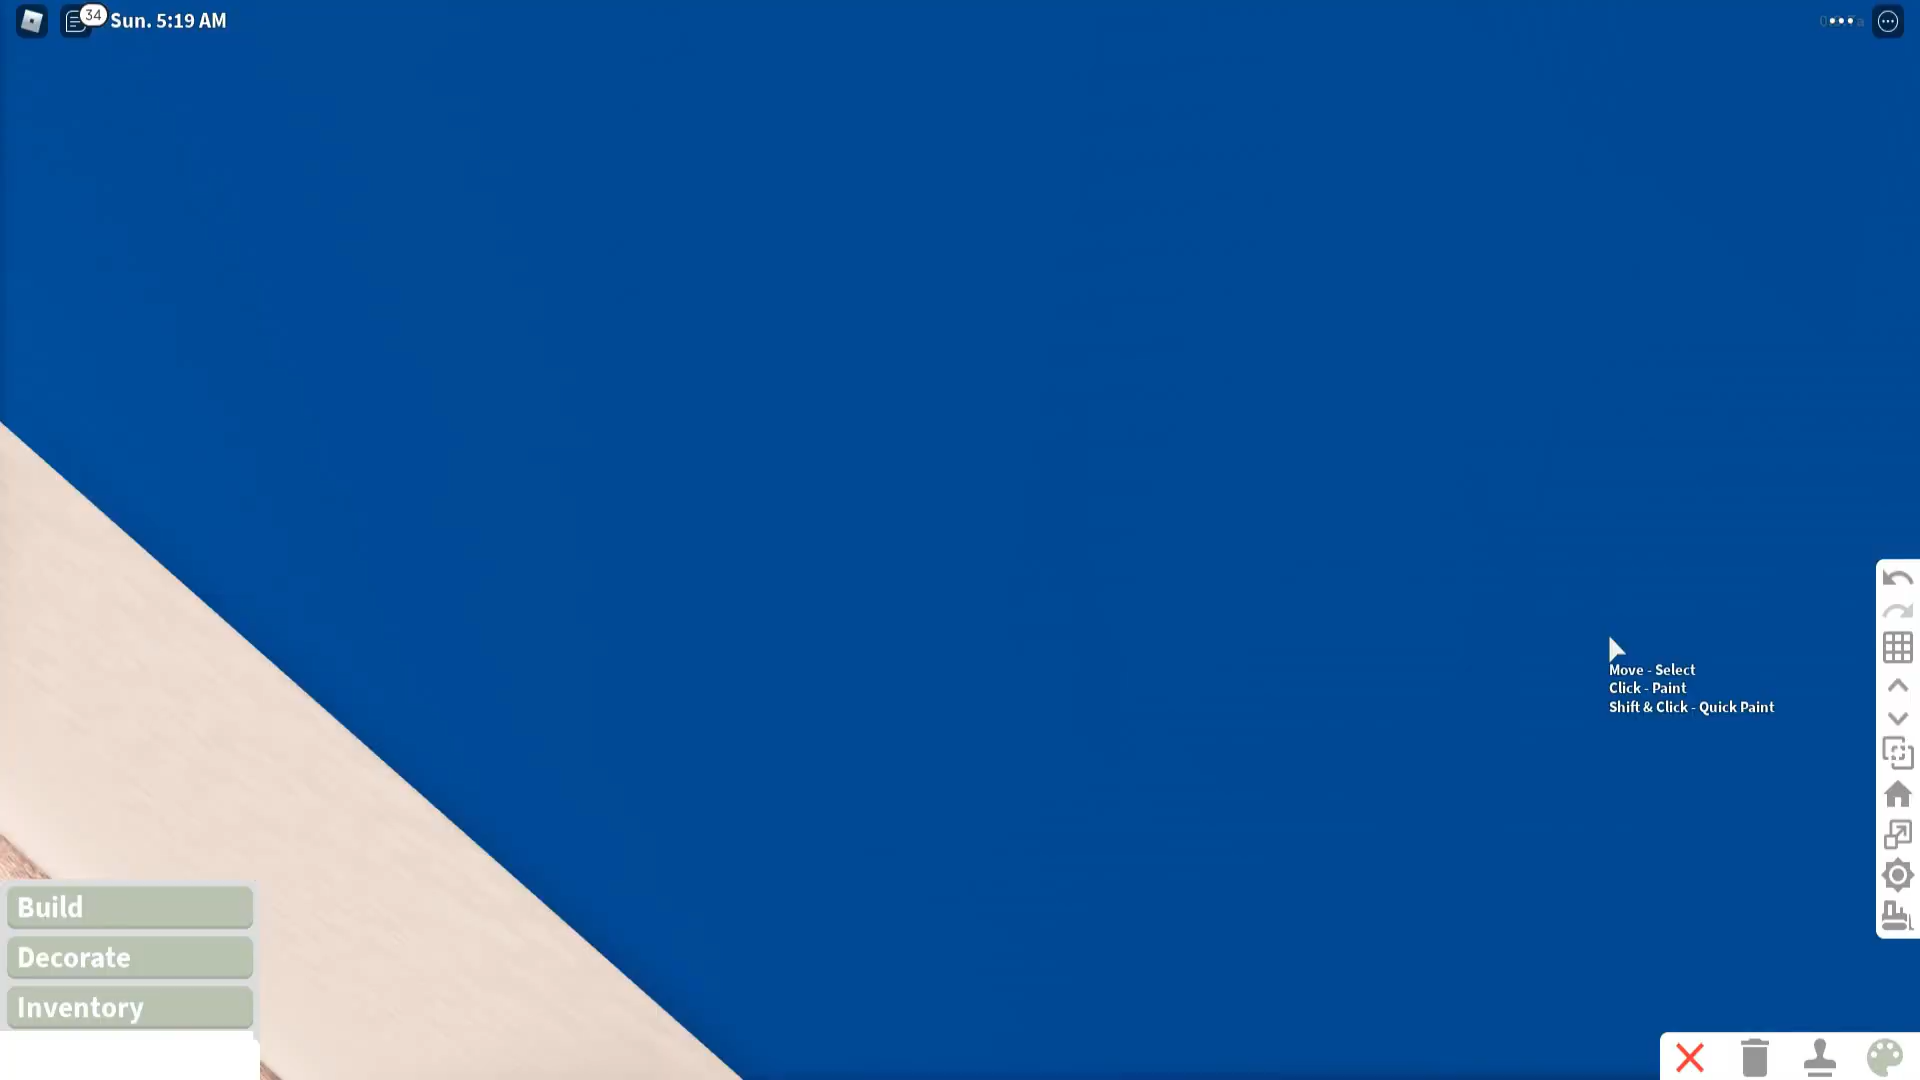 34
Sun. 5:19 AM
Move - Select
Click - Paint
Shift & Click - Quick Paint
Build
Decorate
Inventory